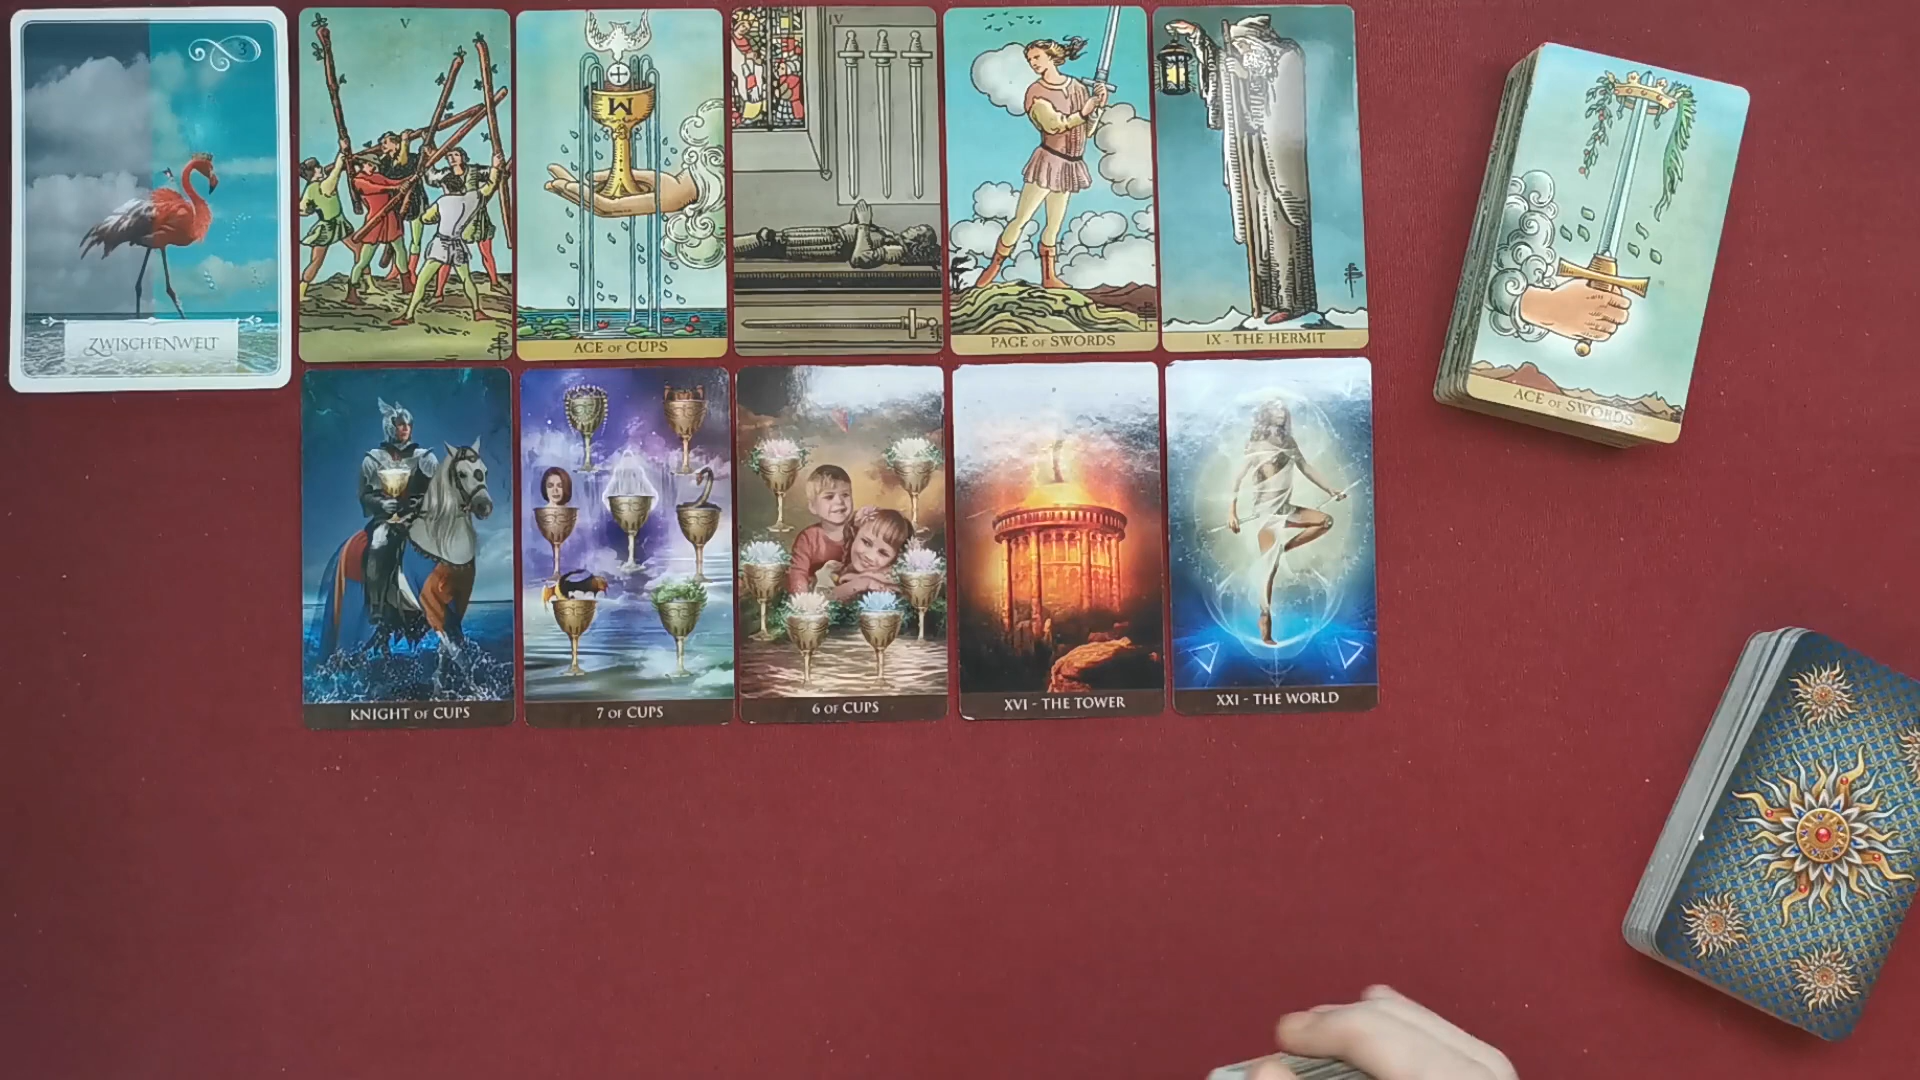 3
ZWISCHENWELT
V
ACE OF CUPS
IV
PAGE OF SWORDS
IX - THE HERMIT
ACE OF SWORDS
KNIGHT OF CUPS
7 OF CUPS
6 OF CUPS
XVI - THE TOWER
XXI - THE WORLD